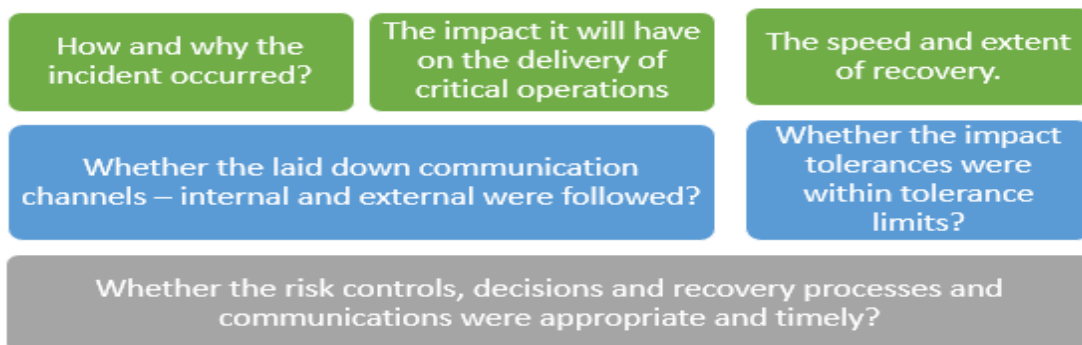 How and why the
incident occurred?
The impact it will have
on the delivery of
critical operations
The speed and extent
of recovery.
Whether the laid down communication
channels – internal and external were followed?
Whether the impact
tolerances were
within tolerance
limits?
Whether the risk controls, decisions and recovery processes and
communications were appropriate and timely?